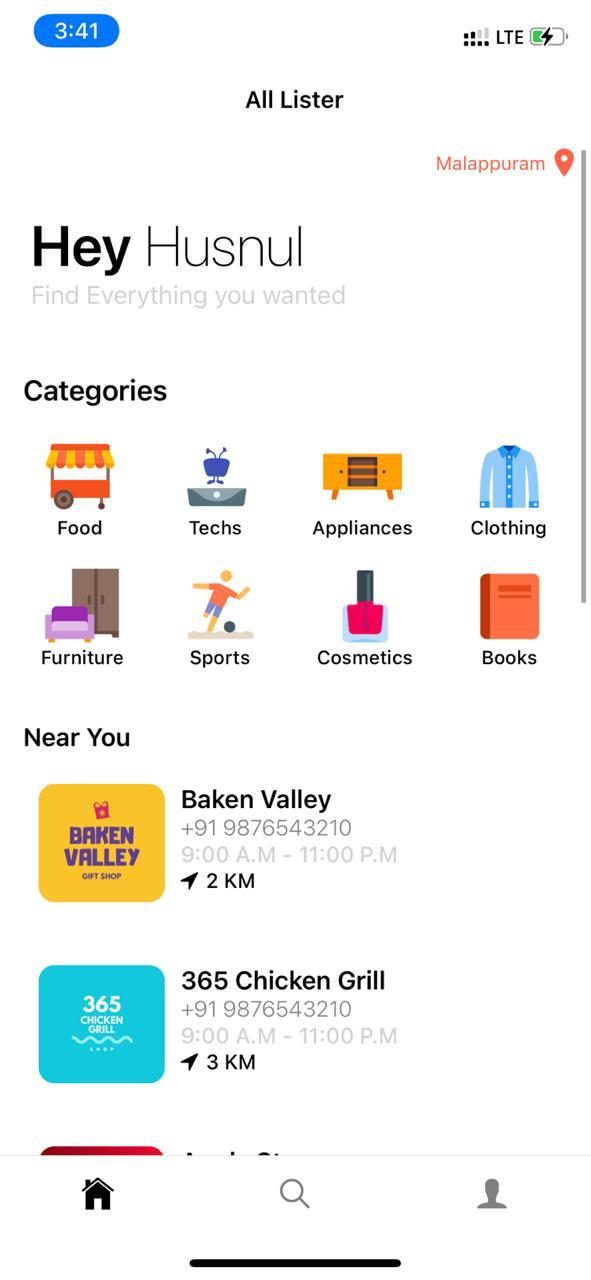 3:41
LTE
All Lister
Malappuram
Hey Husnul
Find Everything you wanted
Categories
Food Techs Appliances Clothing
Furniture Sports Cosmetics Books
Near You
BAKEN
VALLEY
GIFT SHOP
Baken Valley
+91 9876543210
9:00 A.M - 11:00 P.M
2 KM
365
CHICKEN
GRILL
SHOP
365 Chicken Grill
+91 9876543210
9:00 A.M - 11:00 P.M
3 KM